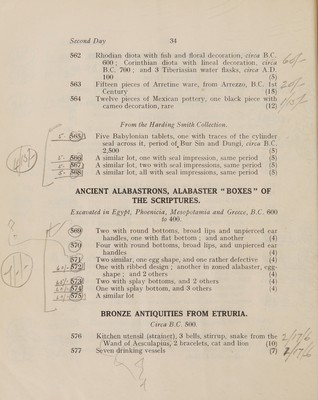 Second Day 34
562 Rhodian diota with fish and floral decoration, circa B.C.
600; Corinthian diota with lineal decoration, circa
B.C. 700; and 3 Tiberiassian water flasks, circa A.D.
100 (5)
563 Fifteen pieces of Arretine ware, from Arrezzo, B.C. 1st
Century (15)
564 Twelve pieces of Mexican pottery, one black piece with
cameo decoration, rare (12)
From the Harding Smith Collection.
565 Five Babylonian tablets, one with traces of the cylinder
seal across it, period of Bur Sin and Dungi, circa B.C.
2,500 (5)
566 A similar lot, one with seal impressions, same period (5)
567 A similar lot, two with seal impressions, same period (5)
568 A similar lot, all with seal impressions, same period (5)
ANCIENT ALABASTRONS, ALABASTER "BOXES" OF
THE SCRIPTURES.
Excavated in Egypt, Phoenicia, Mesopotamia and Greece, B.C. 600
to 400.
569 Two with round bottoms, broad lips and unpierced ear
handles, one with flat bottom; and another (4)
570 Four with round bottoms, broad lips, and unpierced ear
handles (4)
571 Two similar, one egg shape, and one rather defective (4)
572 One with ribbed design; another in zoned alabaster, egg-
shape; and 2 others (4)
573 Two with splay bottoms, and 2 others (4)
574 One with splay bottom, and 3 others (4)
575 A similar lot
BRONZE ANTIQUITIES FROM ETRURIA.
Circa B.C. 500.
576 Kitchen utensil (strainer), 3 bells, stirrup, snake from the
Wand of Aesculapius, 2 bracelets, cat and lion (10)
577 Seven drinking vessels (7)